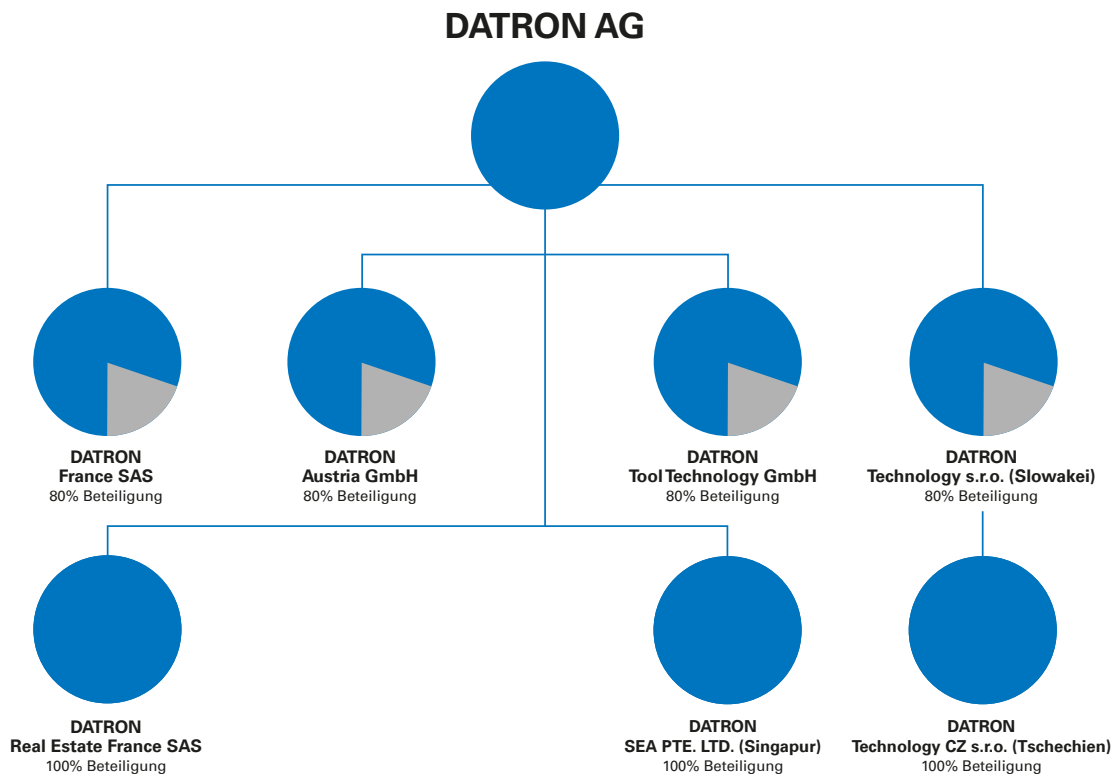 DATRON AG
DATRON
France SAS
80% Beteiligung
DATRON
Austria GmbH
80% Beteiligung
DATRON
Tool Technology GmbH
80% Beteiligung
DATRON
Technology s.r.o. (Slowakei)
80% Beteiligung
DATRON
Real Estate France SAS
100% Beteiligung
DATRON
SEA PTE. LTD. (Singapur)
100% Beteiligung
DATRON
Technology CZ s.r.o. (Tschechien)
100% Beteiligung